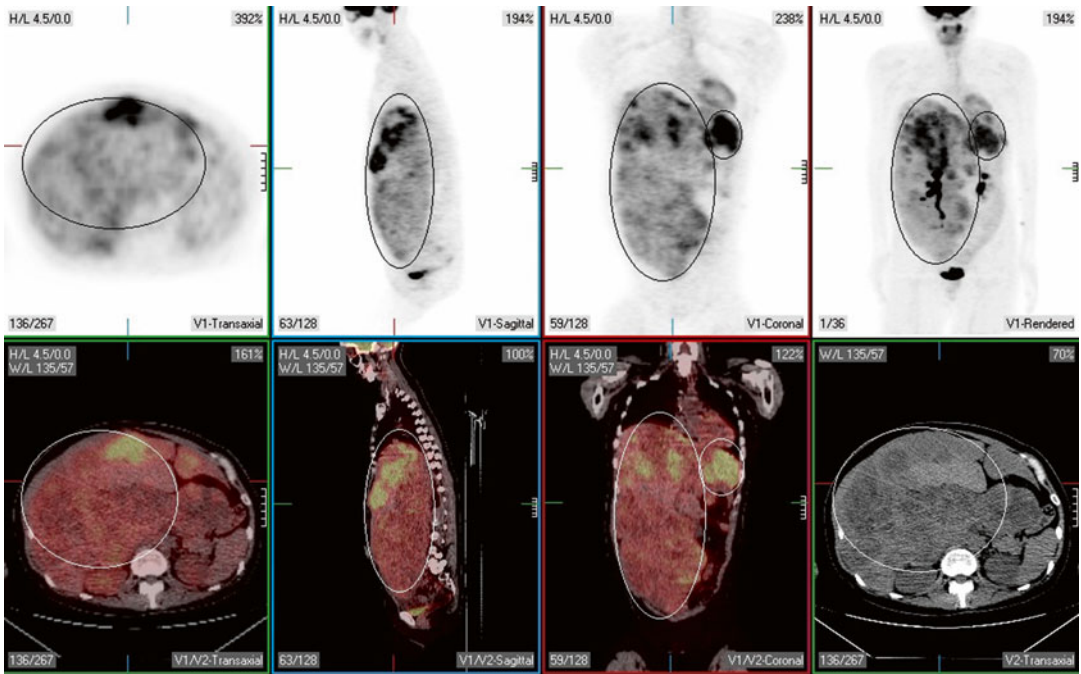 H/L 4.5/0.0 392%
136/267 V1-Transaxial
H/L 4.5/0.0 194%
63/128 V1-Sagittal
H/L 4.5/0.0 238%
59/128 V1-Coronal
H/L 4.5/0.0 194%
1/36 V1-Rendered
H/L 4.5/0.0 161%
W/L 135/57
136/267 V1/V2-Transaxial
H/L 4.5/0.0 100%
W/L 135/57
63/128 V1/V2-Sagittal
H/L 4.5/0.0 122%
W/L 135/57
59/128 V1/V2-Coronal
W/L 135/57 70%
136/267 V2-Transaxial